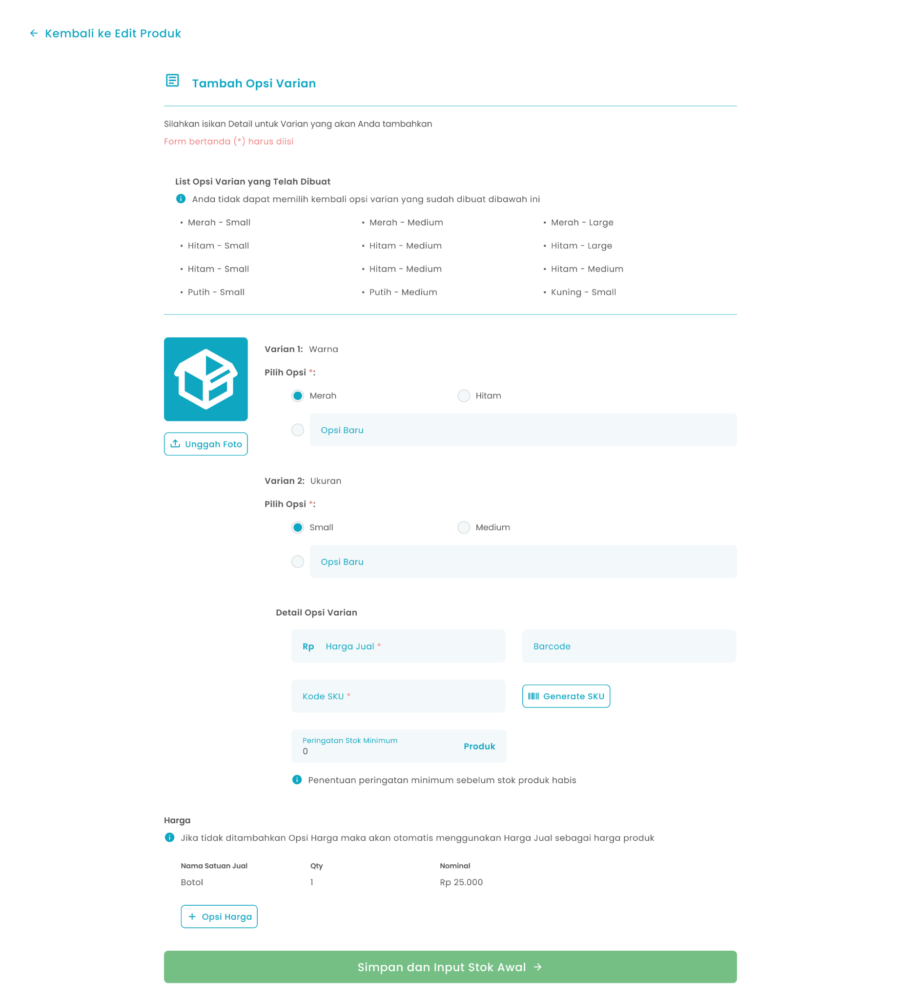 Kembali ke Edit Produk
Tambah Opsi Varian
Silahkan isikan Detail untuk Varian yang akan Anda tambahkan
Form bertanda (*) harus diisi
List Opsi Varian yang Telah Dibuat
Anda tidak dapat memilih kembali opsi varian yang sudah dibuat dibawah ini
• Merah - Small • Merah - Medium • Merah - Large
• Hitam - Small • Hitam - Medium • Hitam - Large
• Hitam - Small • Hitam - Medium • Hitam - Medium
• Putih - Small • Putih - Medium • Kuning - Small
Varian 1: Warna
Pilih Opsi *:
Merah Hitam
Opsi Baru
Unggah Foto
Varian 2: Ukuran
Pilih Opsi *:
Small Medium
Opsi Baru
Detail Opsi Varian
Rp Harga Jual * Barcode
Kode SKU * Generate SKU
Peringatan Stok Minimum
0 Produk
Penentuan peringatan minimum sebelum stok produk habis
Harga
Jika tidak ditambahkan Opsi Harga maka akan otomatis menggunakan Harga Jual sebagai harga produk
Nama Satuan Jual Qty Nominal
Botol 1 Rp 25.000
+ Opsi Harga
Simpan dan Input Stok Awal